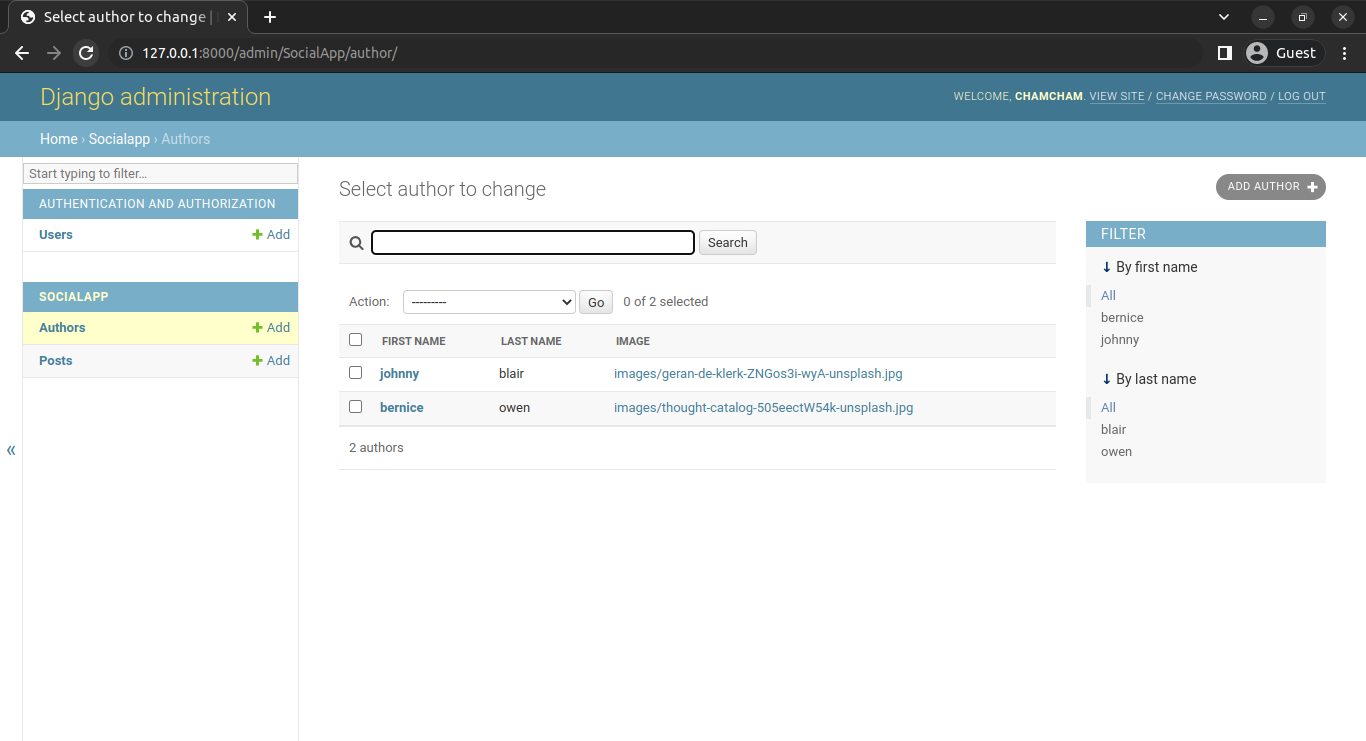 Select author to change |
127.0.0.1:8000/admin/SocialApp/author/
Guest
Django administration
WELCOME, CHAMCHAM. VIEW SITE / CHANGE PASSWORD / LOG OUT
Home › Socialapp › Authors
Start typing to filter...
AUTHENTICATION AND AUTHORIZATION
Users
Add
SOCIALAPP
Authors
Add
Posts
Add
«
Select author to change
ADD AUTHOR
Search
Action: --------- Go 0 of 2 selected
FIRST NAME LAST NAME IMAGE
johnny blair images/geran-de-klerk-ZNGos3i-wyA-unsplash.jpg
bernice owen images/thought-catalog-505eectW54k-unsplash.jpg
2 authors
FILTER
↓ By first name
All
bernice
johnny
↓ By last name
All
blair
owen